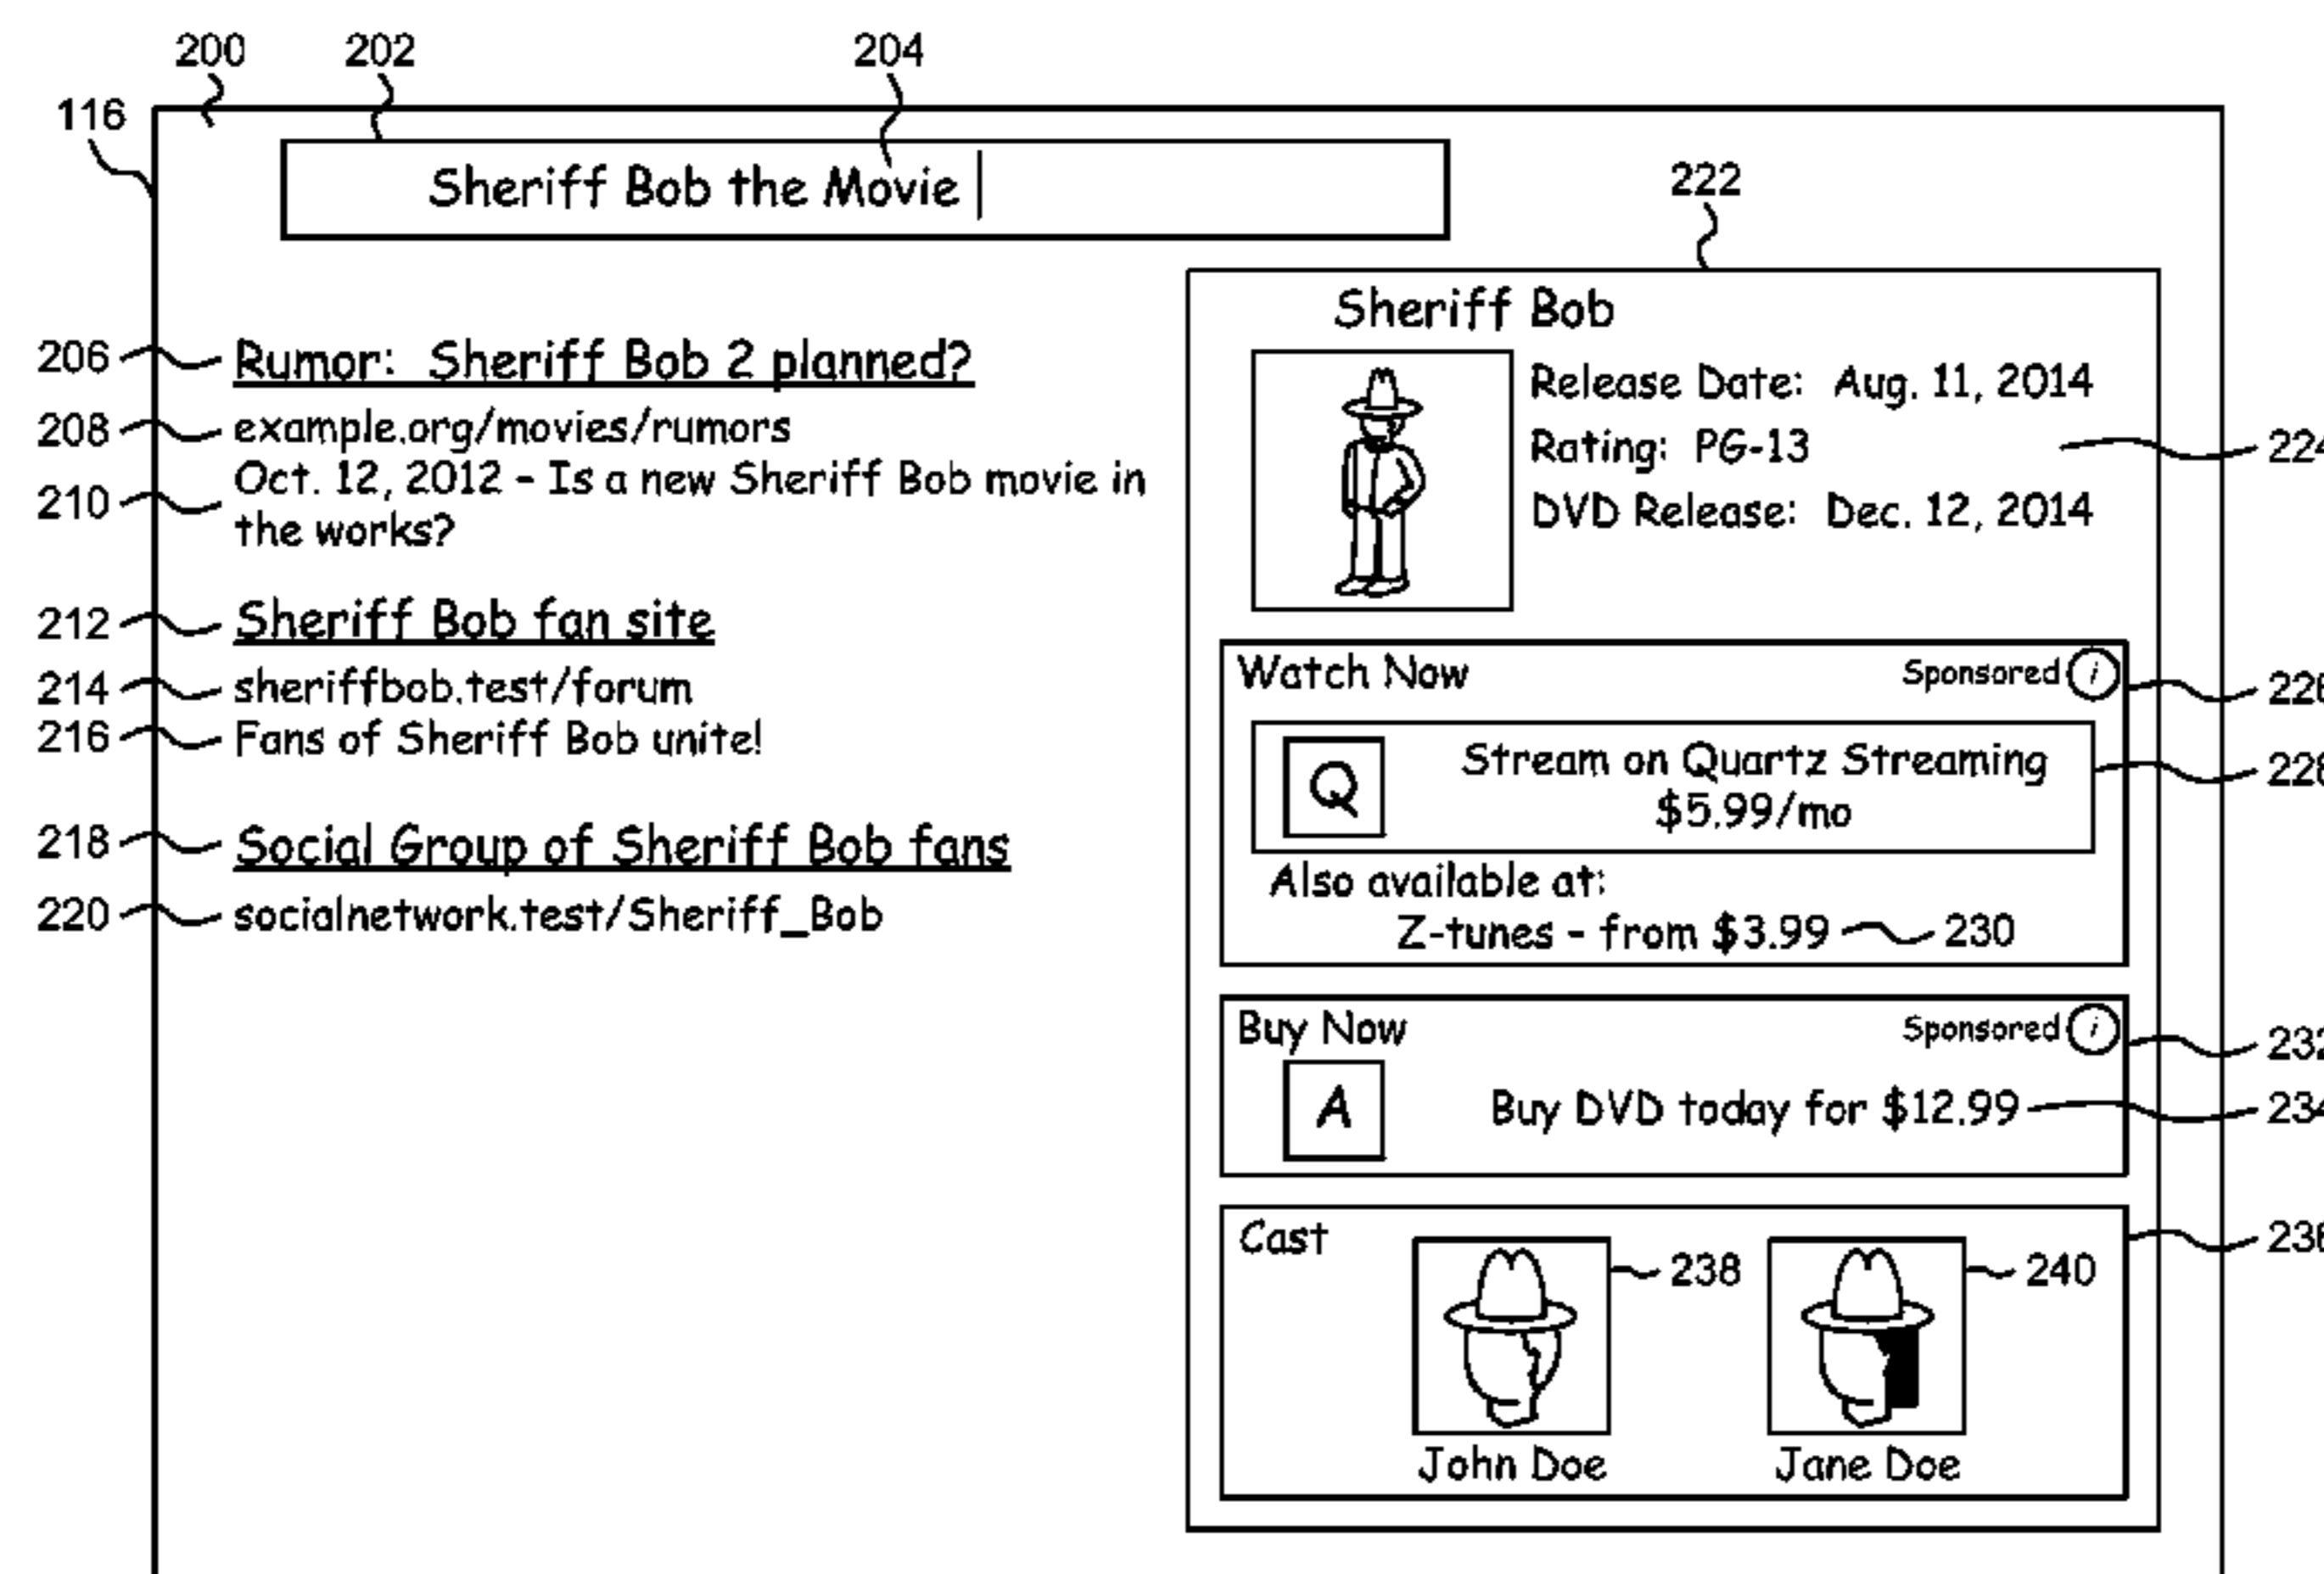 200 202 204
116
Sheriff Bob the Movie
222
Sheriff Bob
206 Rumor: Sheriff Bob 2 planned?
208 example.org/movies/rumors
210 Oct. 12, 2012 - Is a new Sheriff Bob movie in
the works?
212 Sheriff Bob fan site
214 sheriffbob.test/forum
216 Fans of Sheriff Bob unite!
218 Social Group of Sheriff Bob fans
220 socialnetwork.test/Sheriff_Bob
Release Date: Aug. 11, 2014
Rating: PG-13 224
DVD Release: Dec. 12, 2014
Watch Now Sponsored i
Q Stream on Quartz Streaming
$5.99/mo
Also available at:
Z-tunes - from $3.99 230
Buy Now Sponsored i 232
A Buy DVD today for $12.99 234
Cast
238 240
John Doe Jane Doe